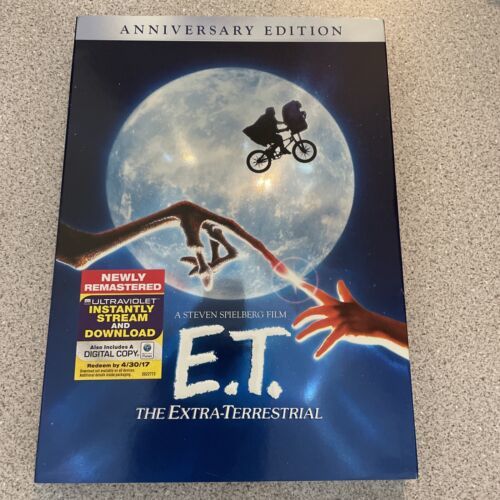 ANNIVERSARY EDITION
NEWLY
REMASTERED
ULTRAVIOLET
INSTANTLY
STREAM
AND
DOWNLOAD
Also Includes A
DIGITAL COPY
Redeem by 4/30/17
A STEVEN SPIELBERG FILM
E.T.
THE EXTRA-TERRESTRIAL